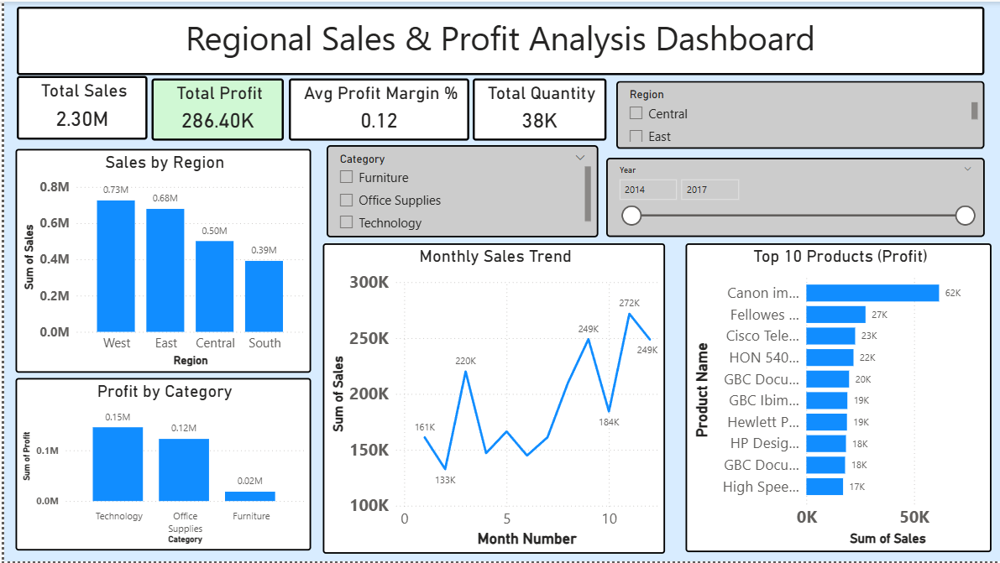 Regional Sales & Profit Analysis Dashboard
Total Sales
2.30M
Total Profit
286.40K
Avg Profit Margin %
0.12
Total Quantity
38K
Region
Central
East
Sales by Region
Sum of Sales
0.8M
0.6M
0.4M
0.2M
0.0M
0.73M
0.68M
0.50M
0.39M
West
East
Central
South
Region
Category
Furniture
Office Supplies
Technology
Year
2014
2017
Profit by Category
Sum of Profit
0.1M
0.0M
0.15M
0.12M
0.02M
Technology
Office
Supplies
Furniture
Category
Monthly Sales Trend
Sum of Sales
300K
250K
200K
150K
100K
161K
133K
220K
249K
184K
272K
249K
0
5
10
Month Number
Top 10 Products (Profit)
Product Name
Canon im... 62K
Fellowes ... 27K
Cisco Tele... 23K
HON 540... 22K
GBC Docu... 20K
GBC Ibim... 19K
Hewlett P... 19K
HP Desig... 18K
GBC Docu... 18K
High Spee... 17K
0K
50K
Sum of Sales